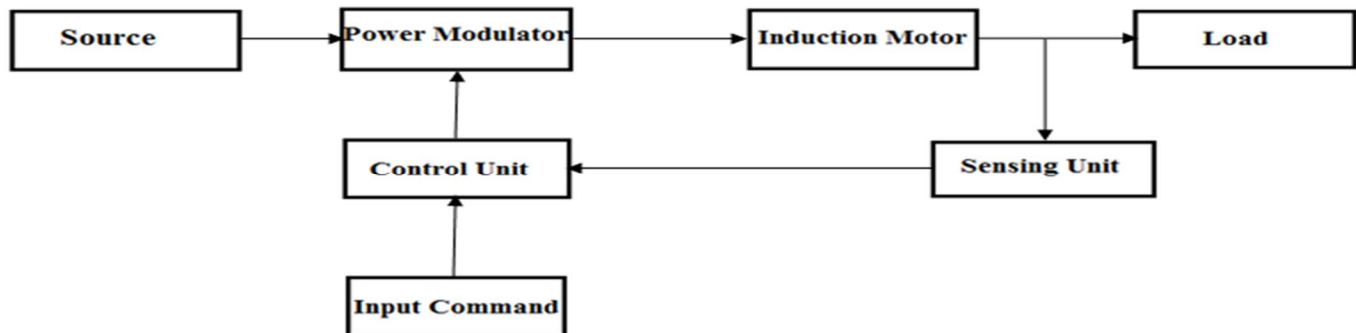 Source
Power Modulator
Induction Motor
Load
Control Unit
Sensing Unit
Input Command